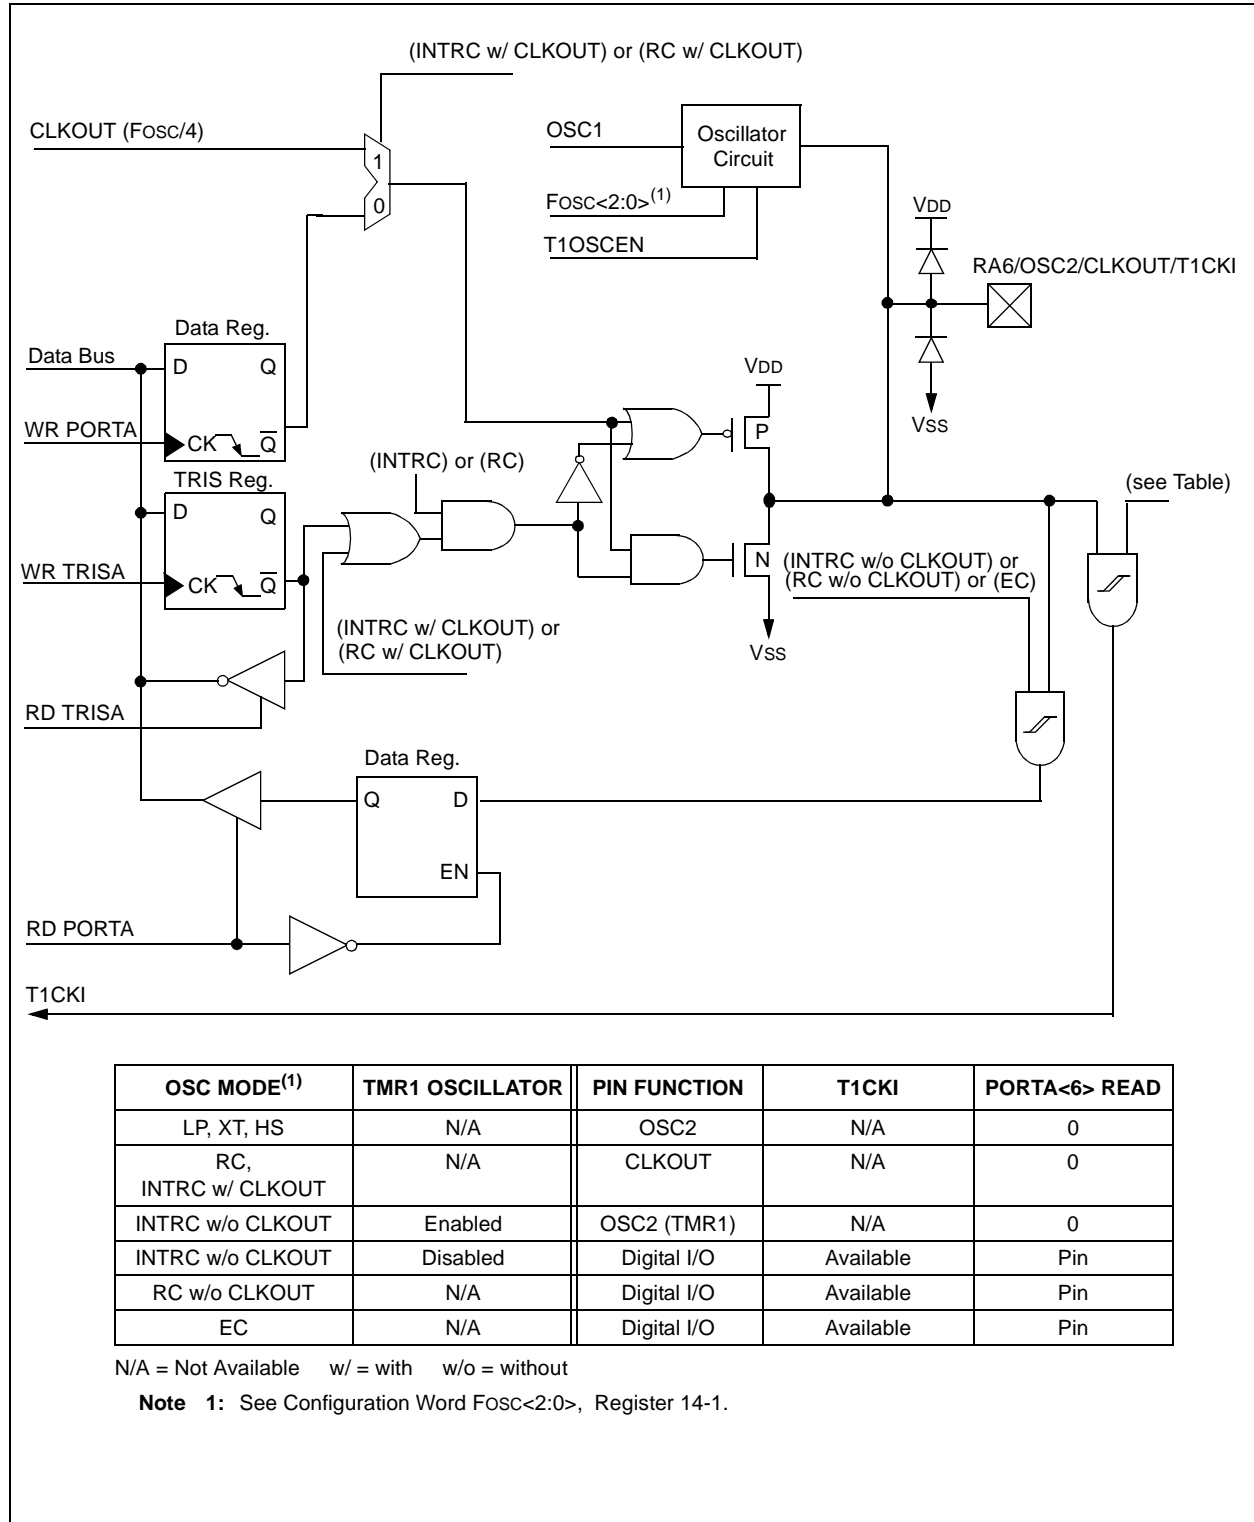 (INTRC w/ CLKOUT) or (RC w/ CLKOUT)
CLKOUT (FOSC/4)
1
0
OSC1
Oscillator
Circuit
FOSC<2:0>(1)
T1OSCEN
VDD
RA6/OSC2/CLKOUT/T1CKI
VSS
Data Reg.
Data Bus
D
Q
WR PORTA
CK
Q
VDD
P
(INTRC) or (RC)
TRIS Reg.
D
Q
(see Table)
WR TRISA
CK
Q
N
(INTRC w/o CLKOUT) or
(RC w/o CLKOUT) or (EC)
(INTRC w/ CLKOUT) or
(RC w/ CLKOUT)
VSS
RD TRISA
Data Reg.
Q
D
EN
RD PORTA
T1CKI
OSC MODE(1) TMR1 OSCILLATOR PIN FUNCTION T1CKI PORTA<6> READ
LP, XT, HS N/A OSC2 N/A 0
RC, N/A CLKOUT N/A 0
INTRC w/ CLKOUT
INTRC w/o CLKOUT Enabled OSC2 (TMR1) N/A 0
INTRC w/o CLKOUT Disabled Digital I/O Available Pin
RC w/o CLKOUT N/A Digital I/O Available Pin
EC N/A Digital I/O Available Pin
N/A = Not Available w/ = with w/o = without
Note 1: See Configuration Word FOSC<2:0>, Register 14-1.